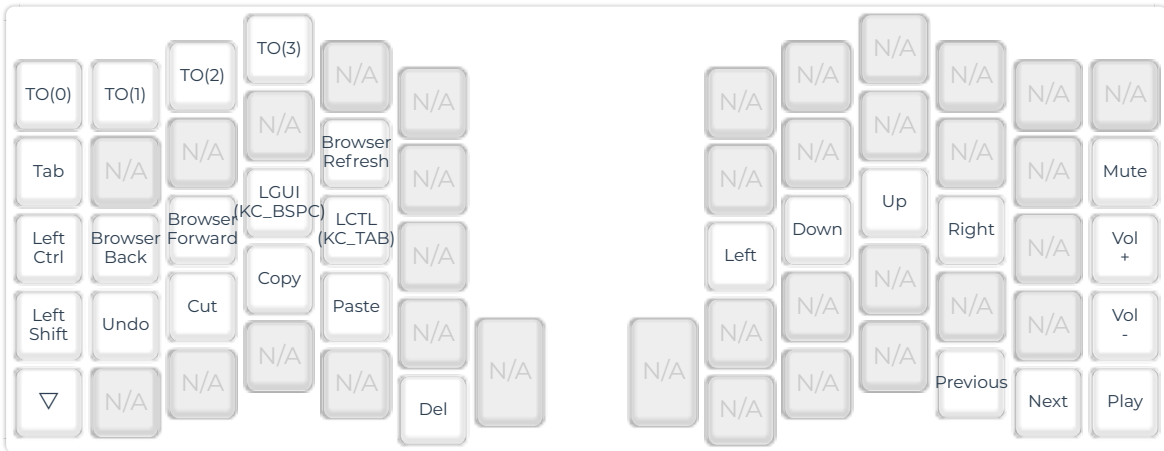 TO(0)
TO(1)
TO(2)
TO(3)
N/A
N/A
N/A
N/A
N/A
N/A
N/A
N/A
Tab
N/A
N/A
N/A
Browser
Refresh
N/A
N/A
N/A
N/A
N/A
N/A
Mute
Left
Ctrl
Browser
Back
Browser
Forward
LGUI
(KC_BSPC)
LCTL
(KC_TAB)
N/A
Left
Down
Up
Right
N/A
Vol
+
Left
Shift
Undo
Cut
Copy
Paste
N/A
N/A
N/A
N/A
N/A
N/A
Vol
-
▽
N/A
N/A
N/A
N/A
Del
N/A
N/A
N/A
N/A
N/A
Previous
Next
Play